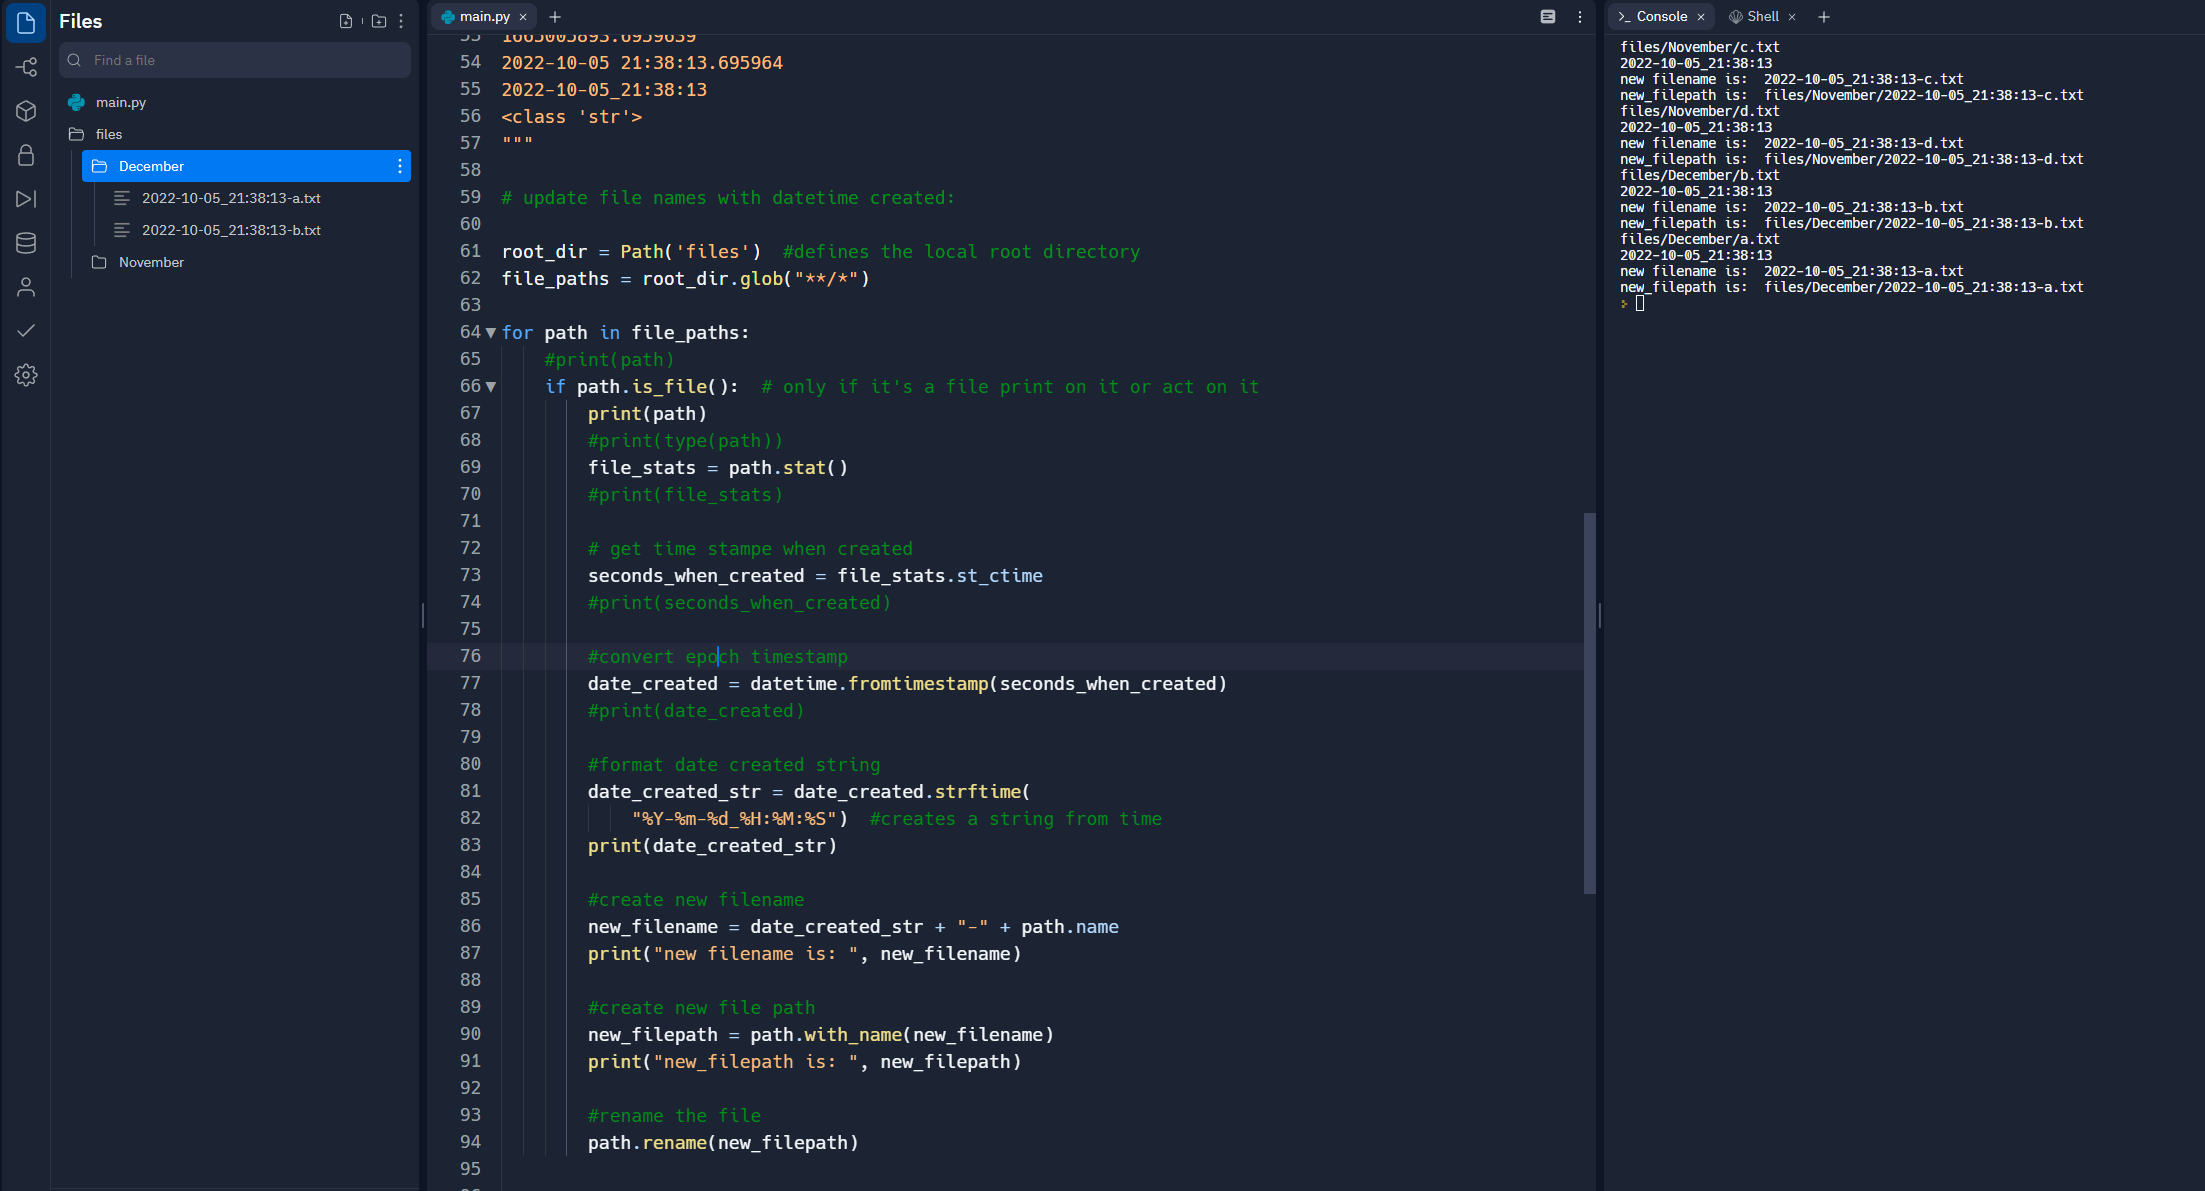 Files
Find a file
main.py
files
December
2022-10-05_21:38:13-a.txt
2022-10-05_21:38:13-b.txt
November
main.py
53 1665005893.6959639
54 2022-10-05 21:38:13.695964
55 2022-10-05_21:38:13
56 <class 'str'>
57 """
58
59 # update file names with datetime created:
60
61 root_dir = Path('files')  #defines the local root directory
62 file_paths = root_dir.glob("**/*")
63
64 for path in file_paths:
65     #print(path)
66     if path.is_file():  # only if it's a file print on it or act on it
67         print(path)
68         #print(type(path))
69         file_stats = path.stat()
70         #print(file_stats)
71
72         # get time stampe when created
73         seconds_when_created = file_stats.st_ctime
74         #print(seconds_when_created)
75
76         #convert epoch timestamp
77         date_created = datetime.fromtimestamp(seconds_when_created)
78         #print(date_created)
79
80         #format date created string
81         date_created_str = date_created.strftime(
82             "%Y-%m-%d_%H:%M:%S")  #creates a string from time
83         print(date_created_str)
84
85         #create new filename
86         new_filename = date_created_str + "-" + path.name
87         print("new filename is: ", new_filename)
88
89         #create new file path
90         new_filepath = path.with_name(new_filename)
91         print("new_filepath is: ", new_filepath)
92
93         #rename the file
94         path.rename(new_filepath)
95
Console
Shell
files/November/c.txt
2022-10-05_21:38:13
new filename is:  2022-10-05_21:38:13-c.txt
new_filepath is:  files/November/2022-10-05_21:38:13-c.txt
files/November/d.txt
2022-10-05_21:38:13
new filename is:  2022-10-05_21:38:13-d.txt
new_filepath is:  files/November/2022-10-05_21:38:13-d.txt
files/December/b.txt
2022-10-05_21:38:13
new filename is:  2022-10-05_21:38:13-b.txt
new_filepath is:  files/December/2022-10-05_21:38:13-b.txt
files/December/a.txt
2022-10-05_21:38:13
new filename is:  2022-10-05_21:38:13-a.txt
new_filepath is:  files/December/2022-10-05_21:38:13-a.txt